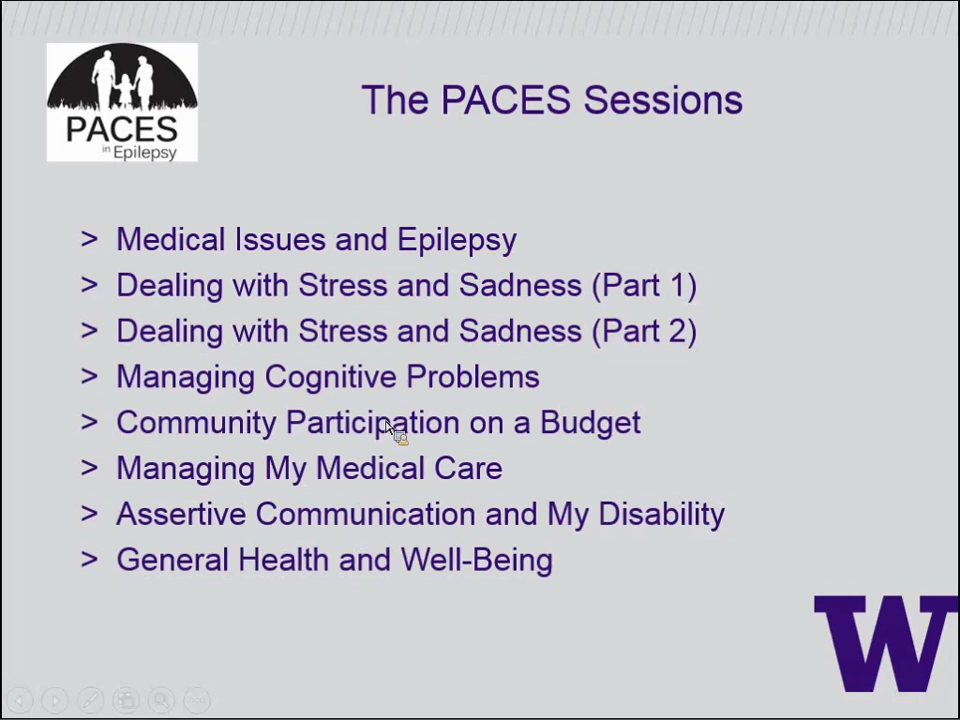 PACES
in Epilepsy
The PACES Sessions
> Medical Issues and Epilepsy
> Dealing with Stress and Sadness (Part 1)
> Dealing with Stress and Sadness (Part 2)
> Managing Cognitive Problems
> Community Participation on a Budget
> Managing My Medical Care
> Assertive Communication and My Disability
> General Health and Well-Being
W